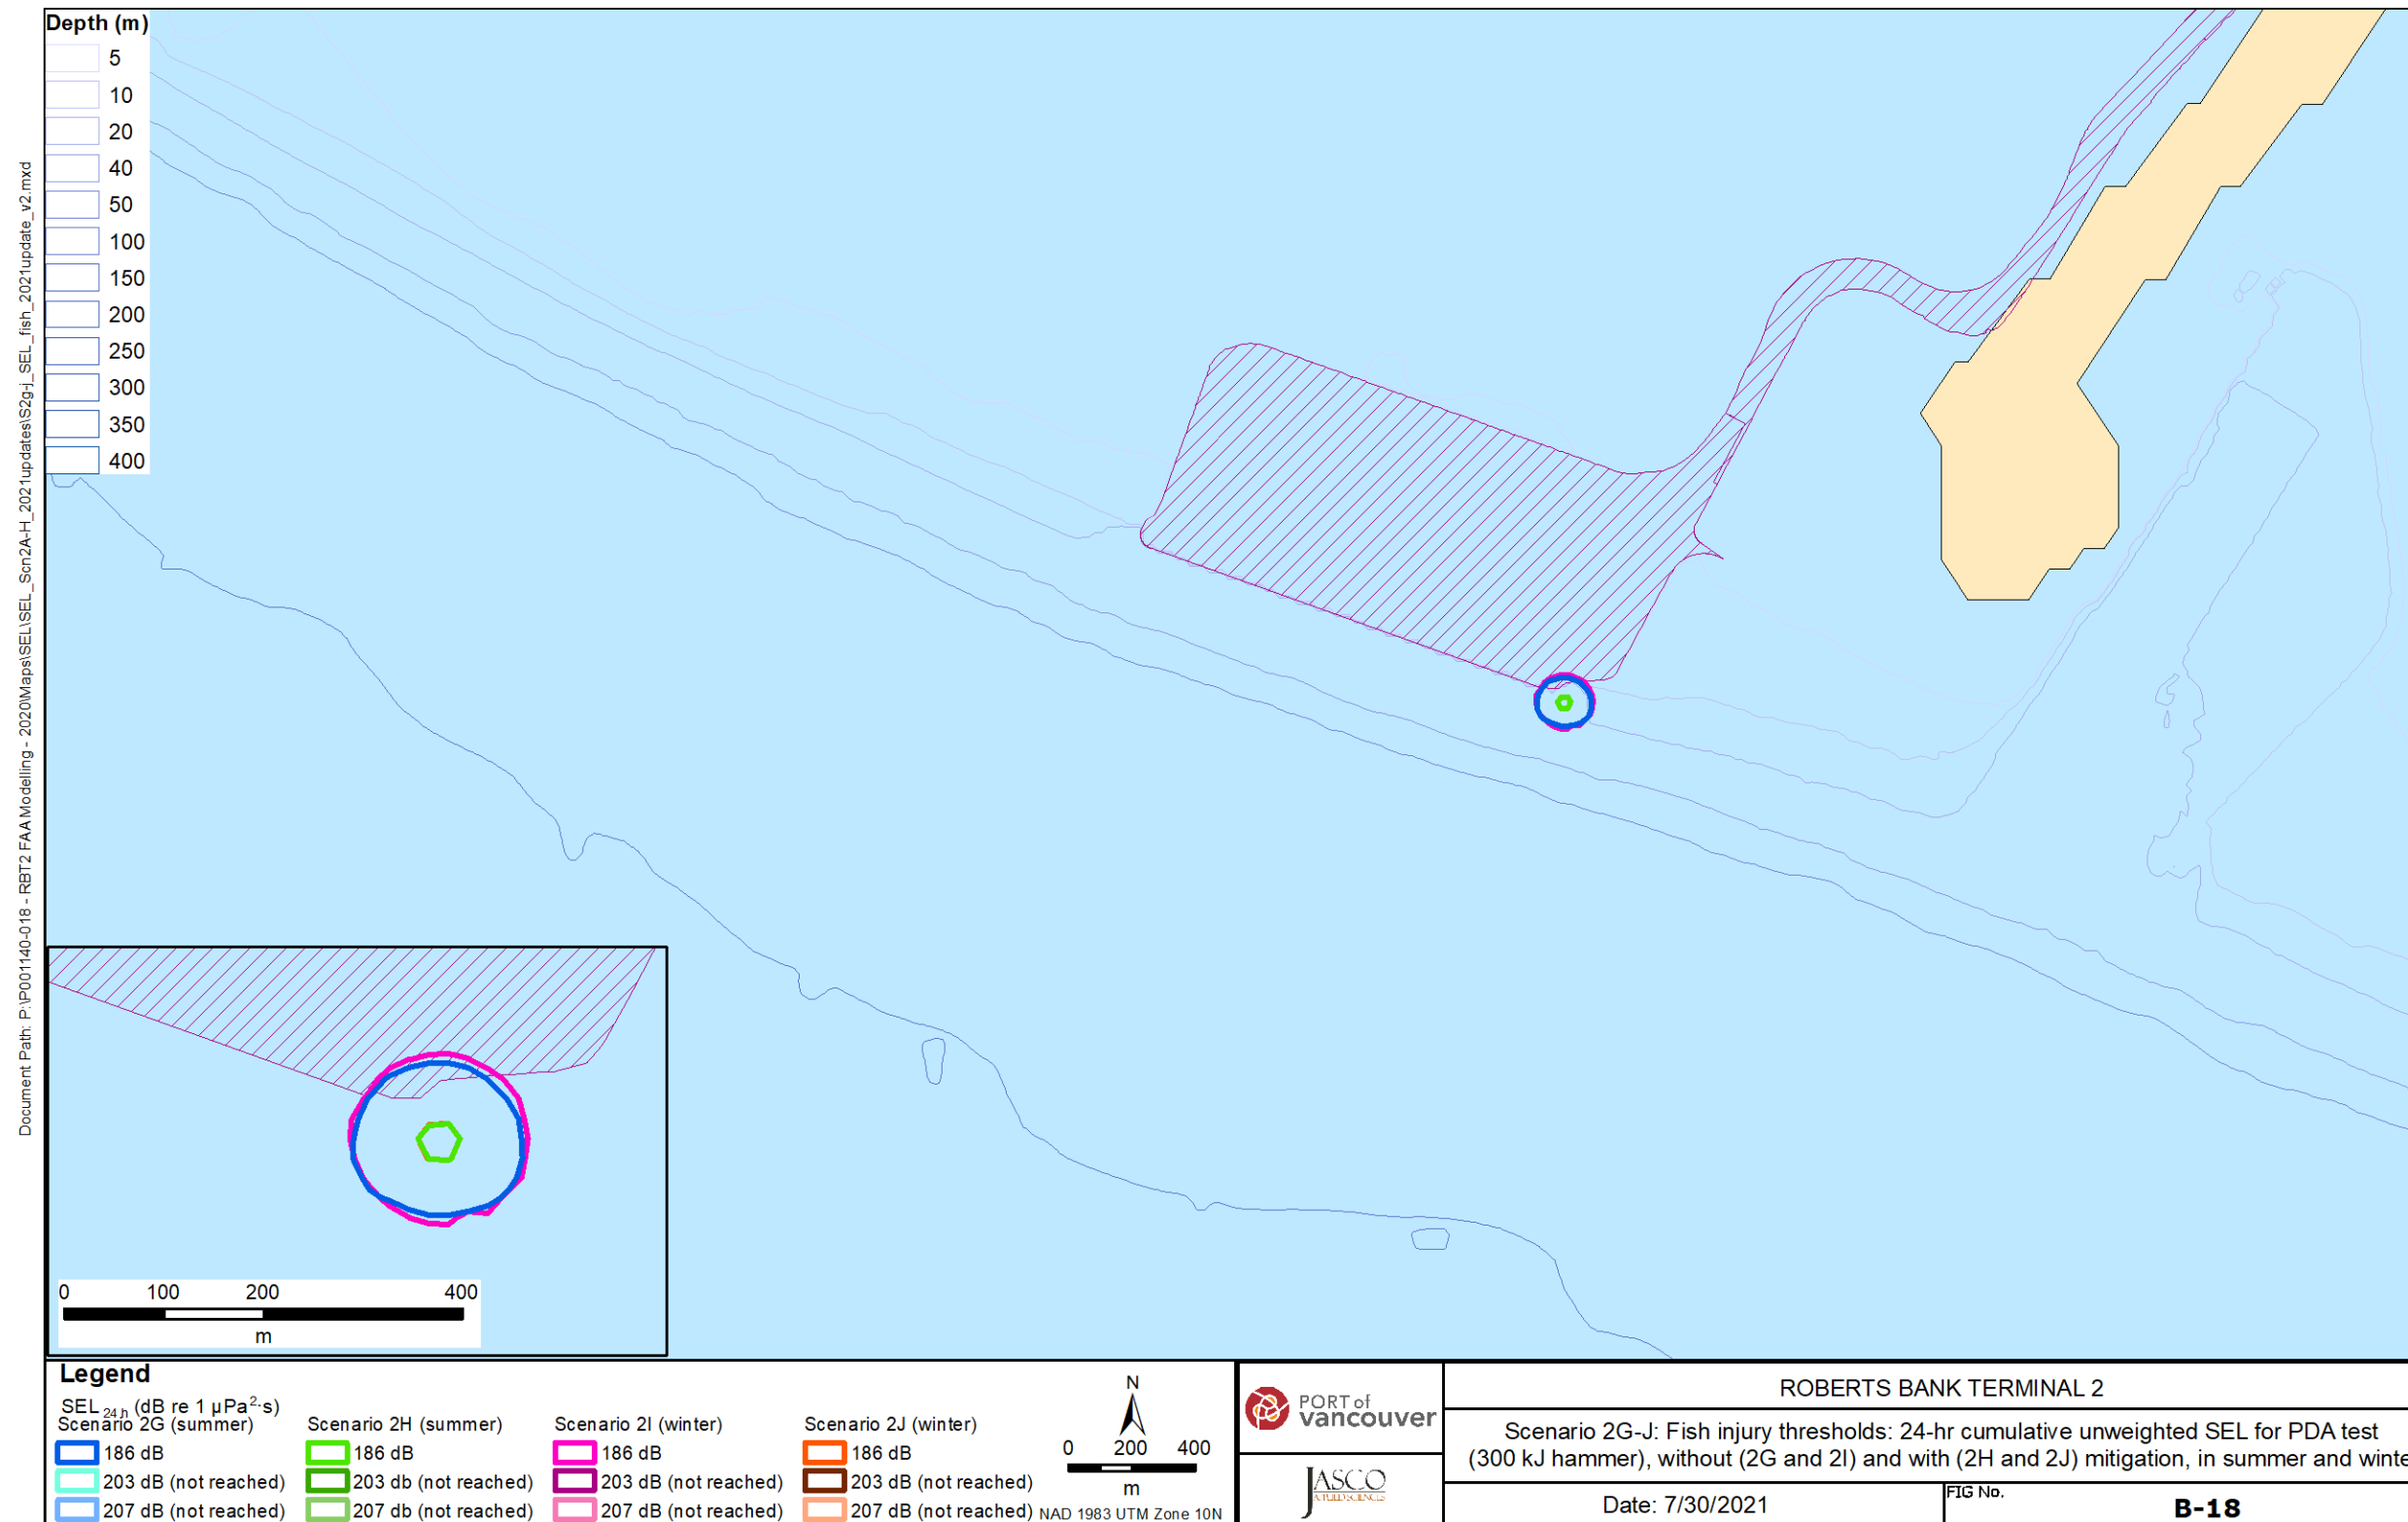 Depth (m)
5
10
20
40
50
100
150
200
250
300
350
400
Document Path: P:\P001140-018 - RBT2 FAA Modelling - 2020\Maps\SEL\SEL_Scn2A-H_2021updates\S2g-j_SEL_fish_2021update_v2.mxd
0 100 200 400
m
Legend
SEL24h (dB re 1 µPa²·s)
Scenario 2G (summer)
186 dB
203 dB (not reached)
207 dB (not reached)
Scenario 2H (summer)
186 dB
203 db (not reached)
207 db (not reached)
Scenario 2I (winter)
186 dB
203 dB (not reached)
207 dB (not reached)
Scenario 2J (winter)
186 dB
203 dB (not reached)
207 dB (not reached)
N
0 200 400
m
NAD 1983 UTM Zone 10N
PORT of
vancouver
JASCO
APPLIED SCIENCES
ROBERTS BANK TERMINAL 2
Scenario 2G-J: Fish injury thresholds: 24-hr cumulative unweighted SEL for PDA test
(300 kJ hammer), without (2G and 2I) and with (2H and 2J) mitigation, in summer and winte
Date: 7/30/2021
FIG No.
B-18